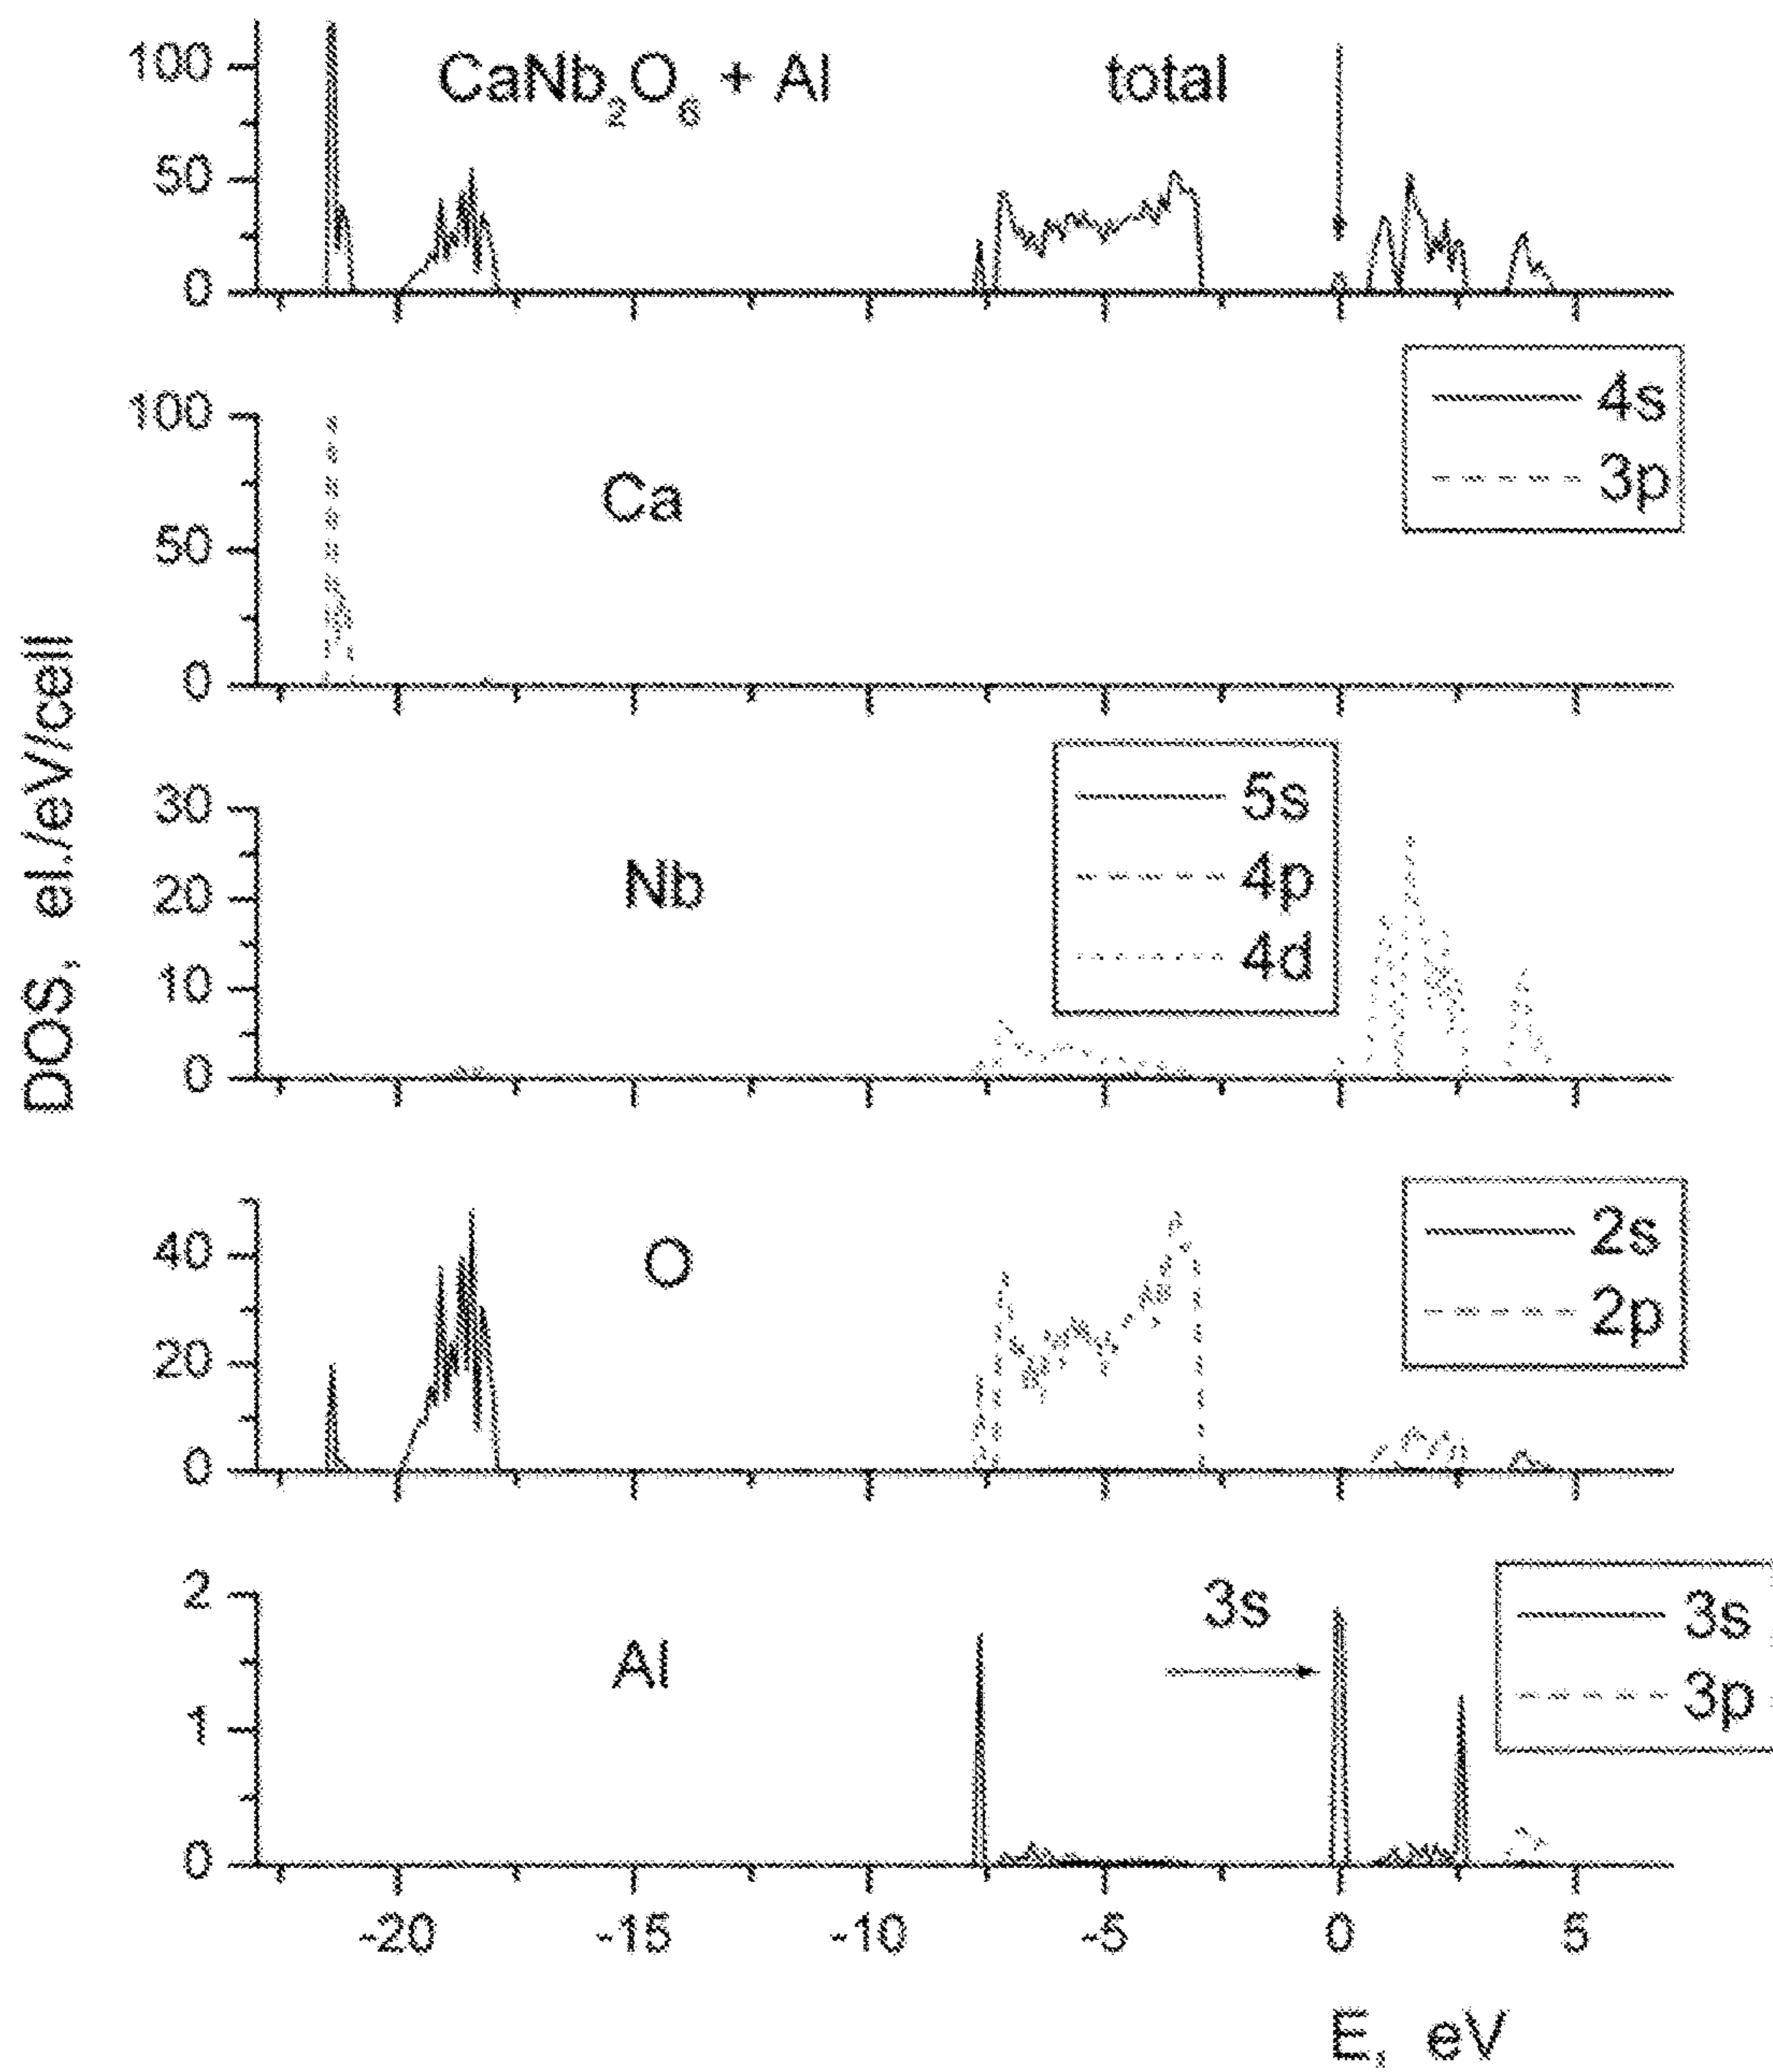 CaNb2O6 + Al total
100
50
0
4s
3p
Ca
100
50
0
5s
4p
4d
Nb
30
20
10
0
DOS, el./eV/cell
2s
2p
O
40
20
0
3s
3s
3p
Al
2
1
0
-20 -15 -10 -5 0 5
E, eV